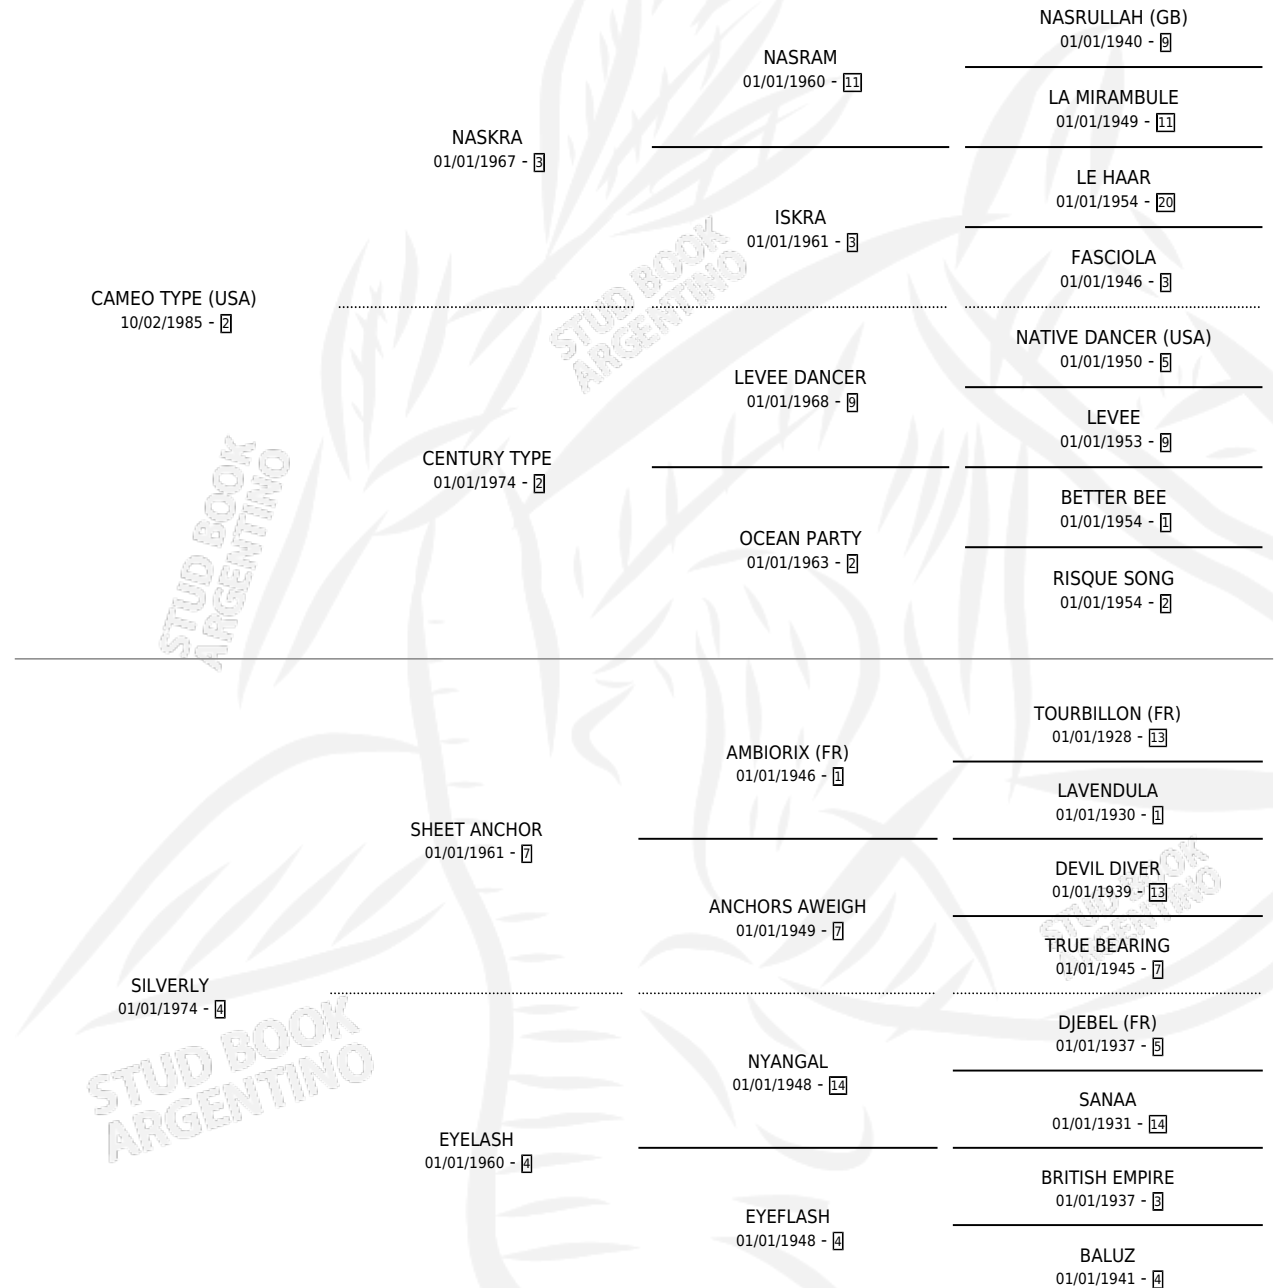 NASRULLAH (GB)
01/01/1940 - 9
NASRAM
01/01/1960 - 11
LA MIRAMBULE
01/01/1949 - 11
NASKRA
01/01/1967 - 3
LE HAAR
01/01/1954 - 20
ISKRA
01/01/1961 - 3
FASCIOLA
01/01/1946 - 3
CAMEO TYPE (USA)
10/02/1985 - 2
NATIVE DANCER (USA)
01/01/1950 - 5
LEVEE DANCER
01/01/1968 - 9
LEVEE
01/01/1953 - 9
CENTURY TYPE
01/01/1974 - 2
BETTER BEE
01/01/1954 - 1
OCEAN PARTY
01/01/1963 - 2
RISQUE SONG
01/01/1954 - 2
STUD BOOK
ARGENTINO
STUD BOOK
ARGENTINO
TOURBILLON (FR)
01/01/1928 - 13
AMBIORIX (FR)
01/01/1946 - 1
LAVENDULA
01/01/1930 - 1
SHEET ANCHOR
01/01/1961 - 7
DEVIL DIVER
01/01/1939 - 13
ANCHORS AWEIGH
01/01/1949 - 7
TRUE BEARING
01/01/1945 - 7
STUD BOOK
ARGENTINO
SILVERLY
01/01/1974 - 4
DJEBEL (FR)
01/01/1937 - 5
NYANGAL
01/01/1948 - 14
SANAA
01/01/1931 - 14
EYELASH
01/01/1960 - 4
BRITISH EMPIRE
01/01/1937 - 3
EYEFLASH
01/01/1948 - 4
BALUZ
01/01/1941 - 4
STUD BOOK
ARGENTINO